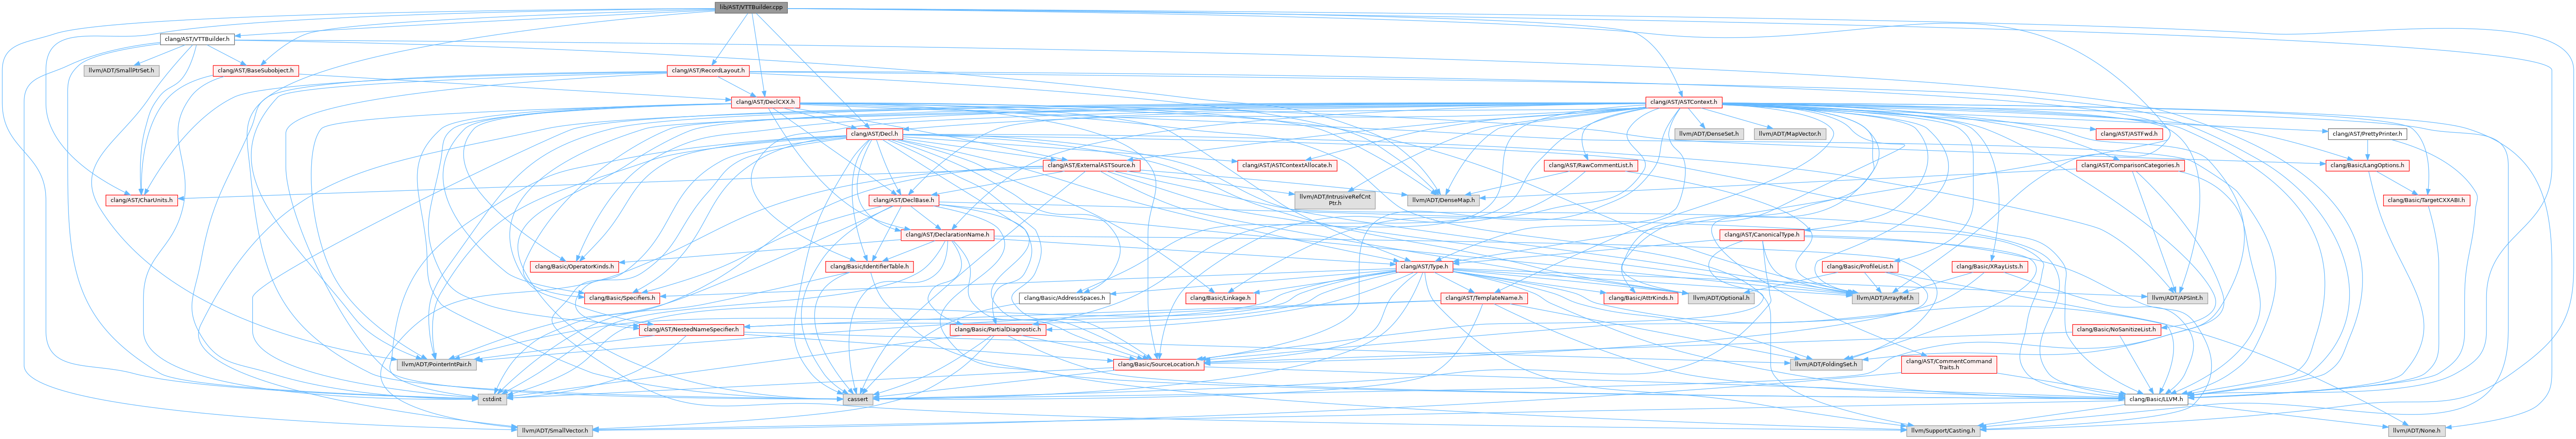 lib/AST/VTTBuilder.cpp
clang/AST/VTTBuilder.h
llvm/ADT/SmallPtrSet.h
clang/AST/BaseSubobject.h
clang/AST/RecordLayout.h
clang/AST/DeclCXX.h
clang/AST/ASTContext.h
clang/AST/Decl.h
llvm/ADT/DenseSet.h
llvm/ADT/MapVector.h
clang/AST/ASTFwd.h
clang/AST/PrettyPrinter.h
clang/AST/ExternalASTSource.h
clang/AST/ASTContextAllocate.h
clang/AST/RawCommentList.h
clang/AST/ComparisonCategories.h
clang/Basic/LangOptions.h
clang/AST/CharUnits.h
clang/AST/DeclBase.h
llvm/ADT/IntrusiveRefCnt
Ptr.h
llvm/ADT/DenseMap.h
clang/Basic/TargetCXXABI.h
clang/AST/DeclarationName.h
clang/AST/CanonicalType.h
clang/Basic/OperatorKinds.h
clang/Basic/IdentifierTable.h
clang/AST/Type.h
clang/Basic/ProfileList.h
clang/Basic/XRayLists.h
clang/Basic/Specifiers.h
clang/Basic/AddressSpaces.h
clang/Basic/Linkage.h
clang/AST/TemplateName.h
clang/Basic/AttrKinds.h
llvm/ADT/Optional.h
llvm/ADT/ArrayRef.h
llvm/ADT/APSInt.h
clang/AST/NestedNameSpecifier.h
clang/Basic/PartialDiagnostic.h
clang/Basic/NoSanitizeList.h
llvm/ADT/PointerIntPair.h
clang/Basic/SourceLocation.h
llvm/ADT/FoldingSet.h
clang/AST/CommentCommand
Traits.h
cstdint
cassert
clang/Basic/LLVM.h
llvm/ADT/SmallVector.h
llvm/Support/Casting.h
llvm/ADT/None.h